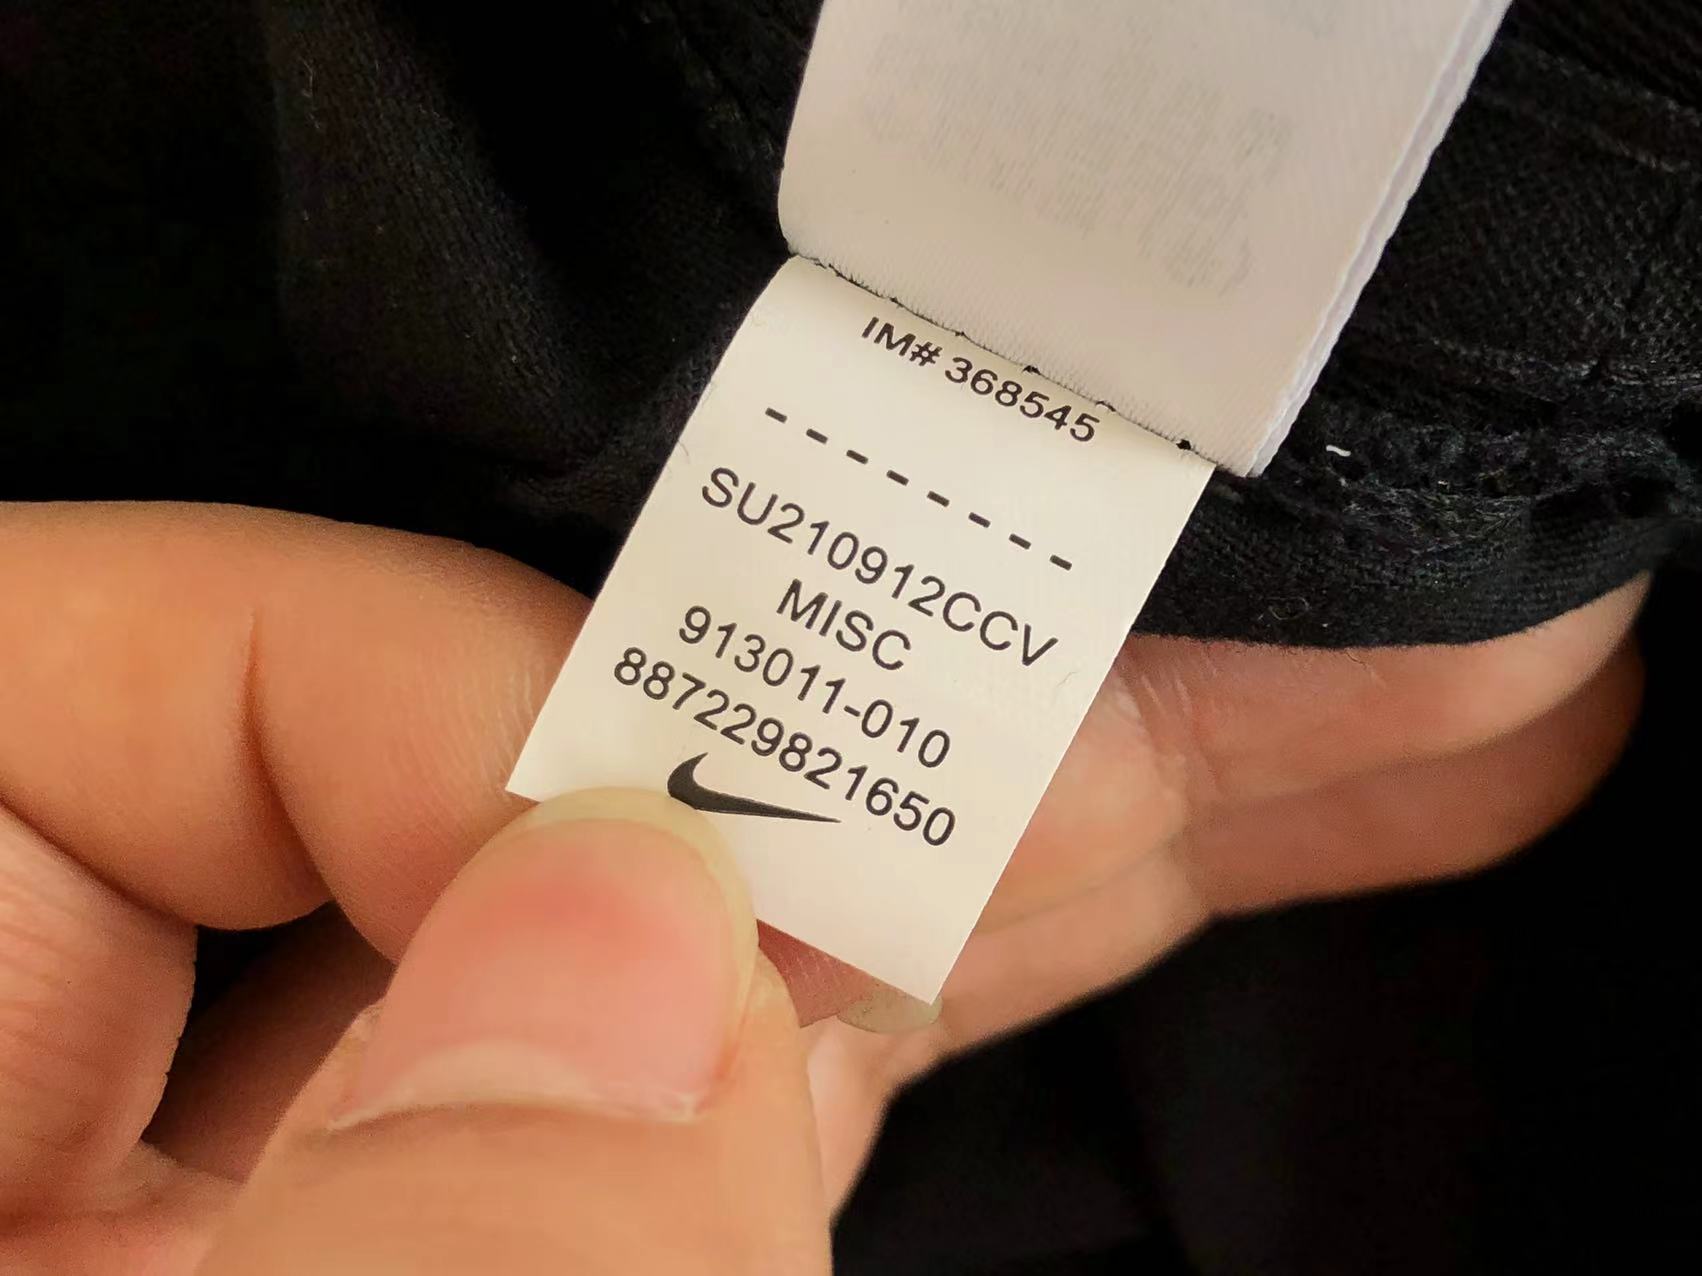 IM# 368545
--------
SU210912CCV
MISC
913011-010
887229821650